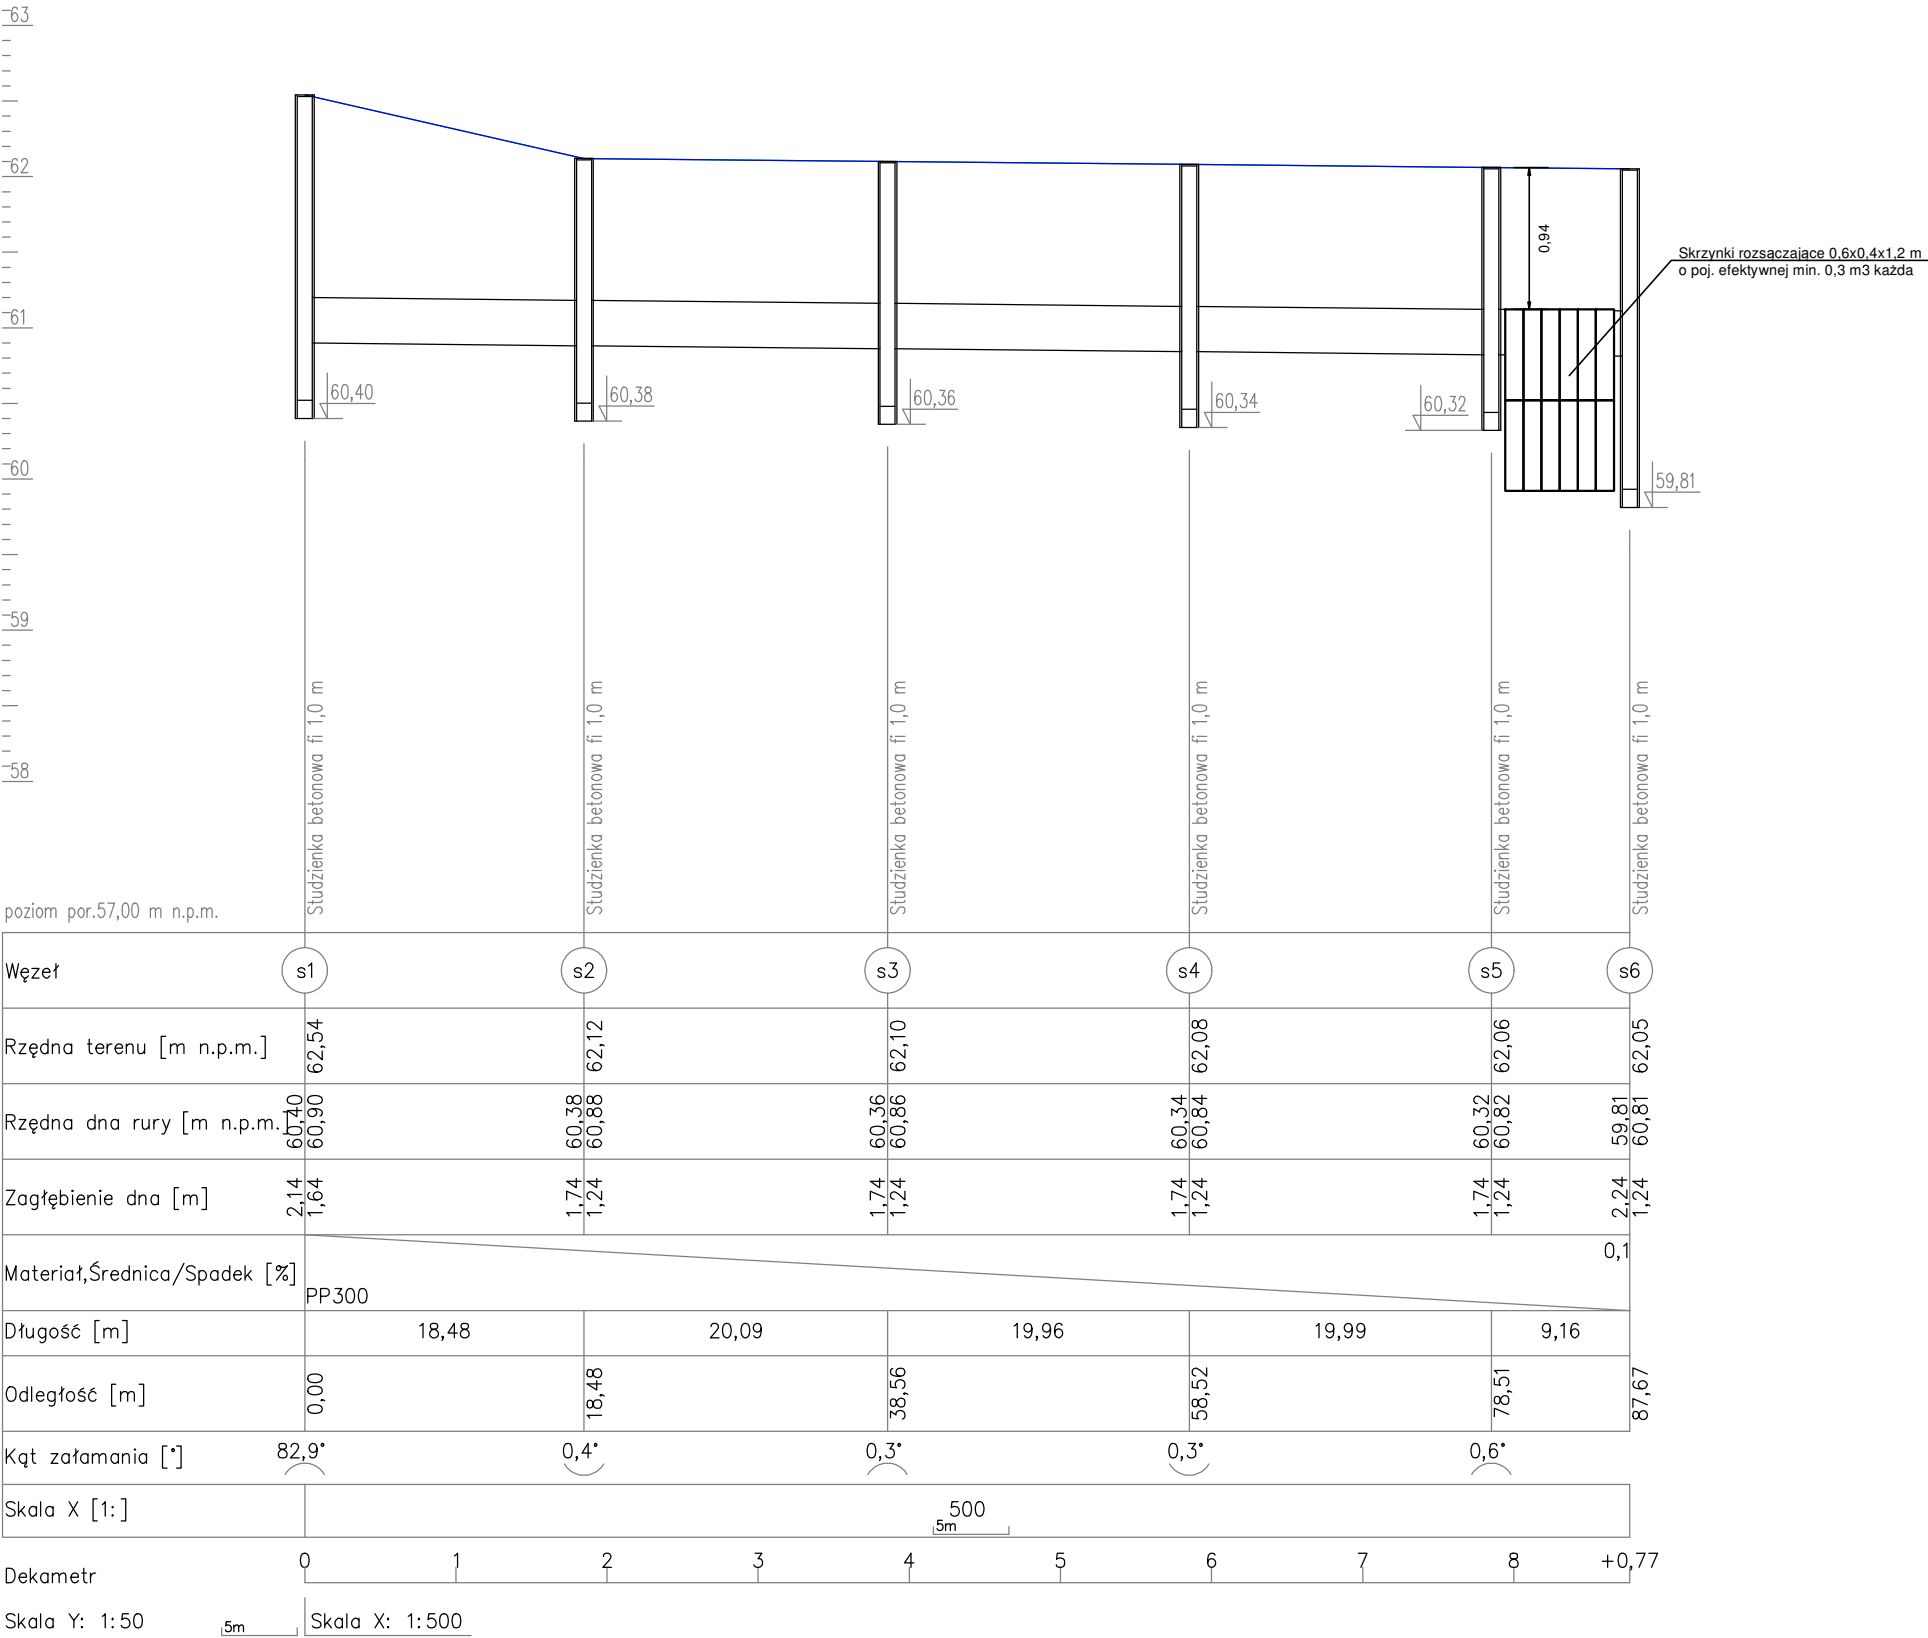 63
62
61
60
59
58
0,94
Skrzynki rozsączające 0,6x0,4x1,2 m
o poj. efektywnej min. 0,3 m3 każda
60,40
60,38
60,36
60,34
60,32
59,81
Studzienka betonowa fi 1,0 m
Studzienka betonowa fi 1,0 m
Studzienka betonowa fi 1,0 m
Studzienka betonowa fi 1,0 m
Studzienka betonowa fi 1,0 m
Studzienka betonowa fi 1,0 m
poziom por.57,00 m n.p.m.
Węzeł s1 s2 s3 s4 s5 s6
Rzędna terenu [m n.p.m.] 62,54 62,12 62,10 62,08 62,06 62,05
Rzędna dna rury [m n.p.m.] 60,40 60,90 60,38 60,88 60,36 60,86 60,34 60,84 60,32 60,82 59,81 60,81
Zagłębienie dna [m] 2,14 1,64 1,74 1,24 1,74 1,24 1,74 1,24 1,74 1,24 2,24 1,24
Materiał,Średnica/Spadek [%] PP300 0,1
Długość [m] 18,48 20,09 19,96 19,99 9,16
Odległość [m] 0,00 18,48 38,56 58,52 78,51 87,67
Kąt załamania [°] 82,9° 0,4° 0,3° 0,3° 0,6°
Skala X [1:] 500
5m
Dekametr 0 1 2 3 4 5 6 7 8 +0,77
Skala Y: 1:50 5m Skala X: 1:500